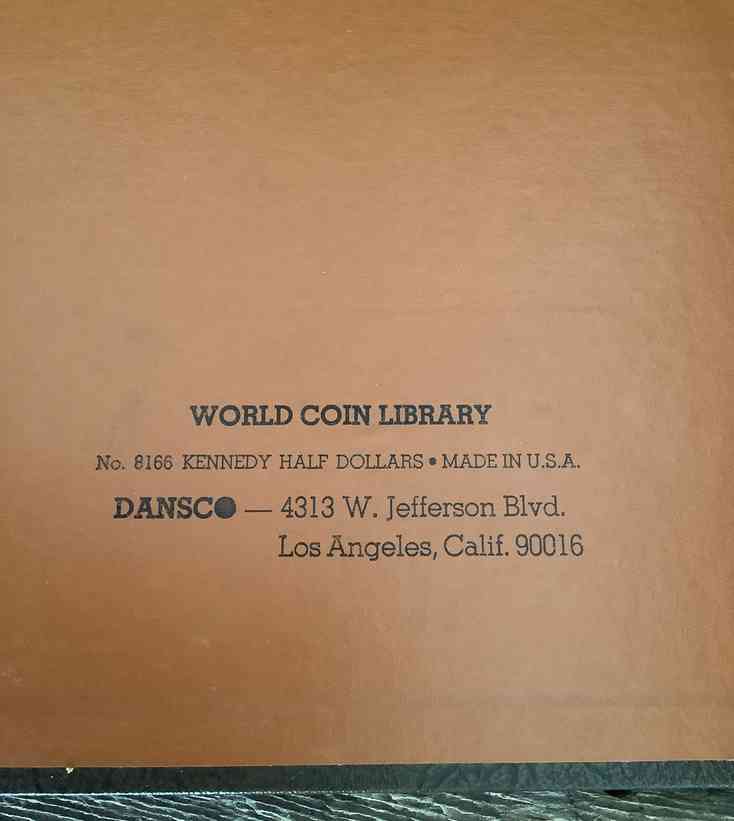 WORLD COIN LIBRARY
No. 8166 KENNEDY HALF DOLLARS • MADE IN U.S.A.
DANSCO — 4313 W. Jefferson Blvd.
Los Angeles, Calif. 90016